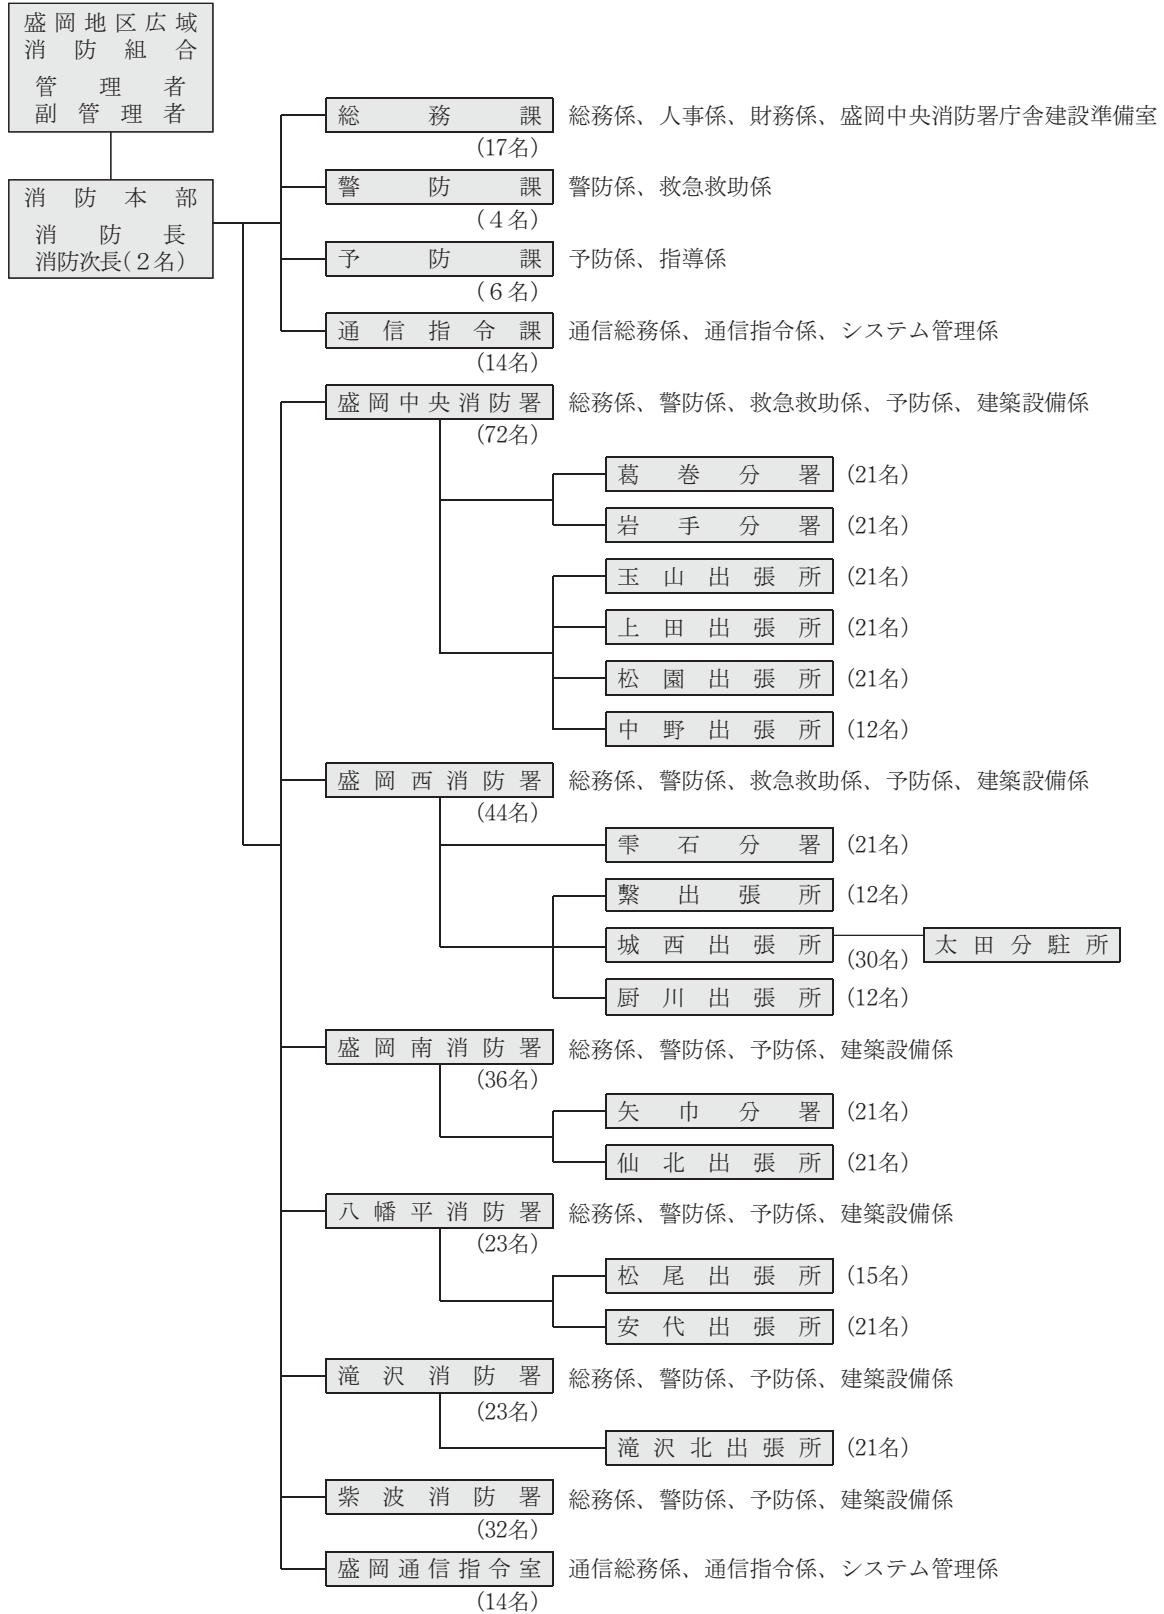 盛岡地区広域
消防組合
管理者
副管理者
消防本部
消防長
消防次長(２名)
総務課 総務係、人事係、財務係、盛岡中央消防署庁舎建設準備室
(17名)
警防課 警防係、救急救助係
(４名)
予防課 予防係、指導係
(６名)
通信指令課 通信総務係、通信指令係、システム管理係
(14名)
盛岡中央消防署 総務係、警防係、救急救助係、予防係、建築設備係
(72名)
葛巻分署 (21名)
岩手分署 (21名)
玉山出張所 (21名)
上田出張所 (21名)
松園出張所 (21名)
中野出張所 (12名)
盛岡西消防署 総務係、警防係、救急救助係、予防係、建築設備係
(44名)
雫石分署 (21名)
繋出張所 (12名)
城西出張所 (30名) 太田分駐所
厨川出張所 (12名)
盛岡南消防署 総務係、警防係、予防係、建築設備係
(36名)
矢巾分署 (21名)
仙北出張所 (21名)
八幡平消防署 総務係、警防係、予防係、建築設備係
(23名)
松尾出張所 (15名)
安代出張所 (21名)
滝沢消防署 総務係、警防係、予防係、建築設備係
(23名)
滝沢北出張所 (21名)
紫波消防署 総務係、警防係、予防係、建築設備係
(32名)
盛岡通信指令室 通信総務係、通信指令係、システム管理係
(14名)